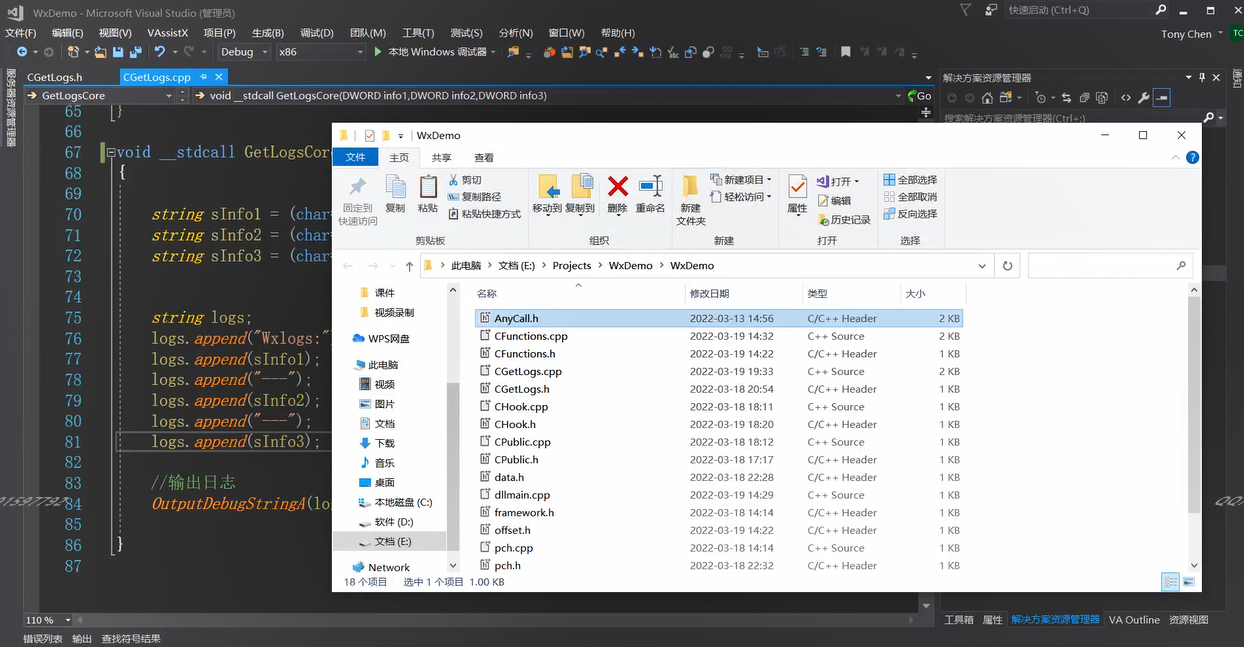 WxDemo - Microsoft Visual Studio (管理员)
快速启动 (Ctrl+Q)
文件(F) 编辑(E) 视图(V) VAssistX 项目(P) 生成(B) 调试(D) 团队(M) 工具(T) 测试(S) 分析(N) 窗口(W) 帮助(H)
Tony Chen TC
Debug x86 本地 Windows 调试器
服务器资源管理器
CGetLogs.h CGetLogs.cpp
GetLogsCore void __stdcall GetLogsCore(DWORD info1,DWORD info2,DWORD info3) Go
解决方案资源管理器
搜索解决方案资源管理器(Ctrl+;)
通知
65 }
66
67 void __stdcall GetLogsCor
68 {
69
70 string sInfo1 = (char
71 string sInfo2 = (char
72 string sInfo3 = (char
73
74
75 string logs;
76 logs.append("Wxlogs:"
77 logs.append(sInfo1);
78 logs.append("---");
79 logs.append(sInfo2);
80 logs.append("---");
81 logs.append(sInfo3);
82
83 //输出日志
84 OutputDebugStringA(lo
85
86 }
87
110 %
错误列表 输出 查找符号结果
工具箱 属性 解决方案资源管理器 VA Outline 资源视图
WxDemo
文件 主页 共享 查看
固定到快速访问
复制
粘贴
剪切
复制路径
粘贴快捷方式
剪贴板
移动到
复制到
删除
重命名
组织
新建文件夹
新建项目
轻松访问
新建
属性
打开
编辑
历史记录
打开
全部选择
全部取消
反向选择
选择
此电脑 > 文档 (E:) > Projects > WxDemo > WxDemo
课件
视频录制
WPS网盘
此电脑
视频
图片
文档
下载
音乐
桌面
本地磁盘 (C:)
软件 (D:)
文档 (E:)
Network
名称 修改日期 类型 大小
AnyCall.h 2022-03-13 14:56 C/C++ Header 2 KB
CFunctions.cpp 2022-03-19 14:32 C++ Source 2 KB
CFunctions.h 2022-03-19 14:22 C/C++ Header 1 KB
CGetLogs.cpp 2022-03-19 19:33 C++ Source 2 KB
CGetLogs.h 2022-03-18 20:54 C/C++ Header 1 KB
CHook.cpp 2022-03-18 18:11 C++ Source 1 KB
CHook.h 2022-03-19 18:20 C/C++ Header 1 KB
CPublic.cpp 2022-03-18 18:12 C++ Source 1 KB
CPublic.h 2022-03-18 17:17 C/C++ Header 1 KB
data.h 2022-03-18 22:28 C/C++ Header 1 KB
dllmain.cpp 2022-03-19 14:29 C++ Source 1 KB
framework.h 2022-03-18 14:14 C/C++ Header 1 KB
offset.h 2022-03-19 14:22 C/C++ Header 1 KB
pch.cpp 2022-03-18 14:14 C++ Source 1 KB
pch.h 2022-03-18 22:32 C/C++ Header 1 KB
18 个项目 选中 1 个项目 1.00 KB